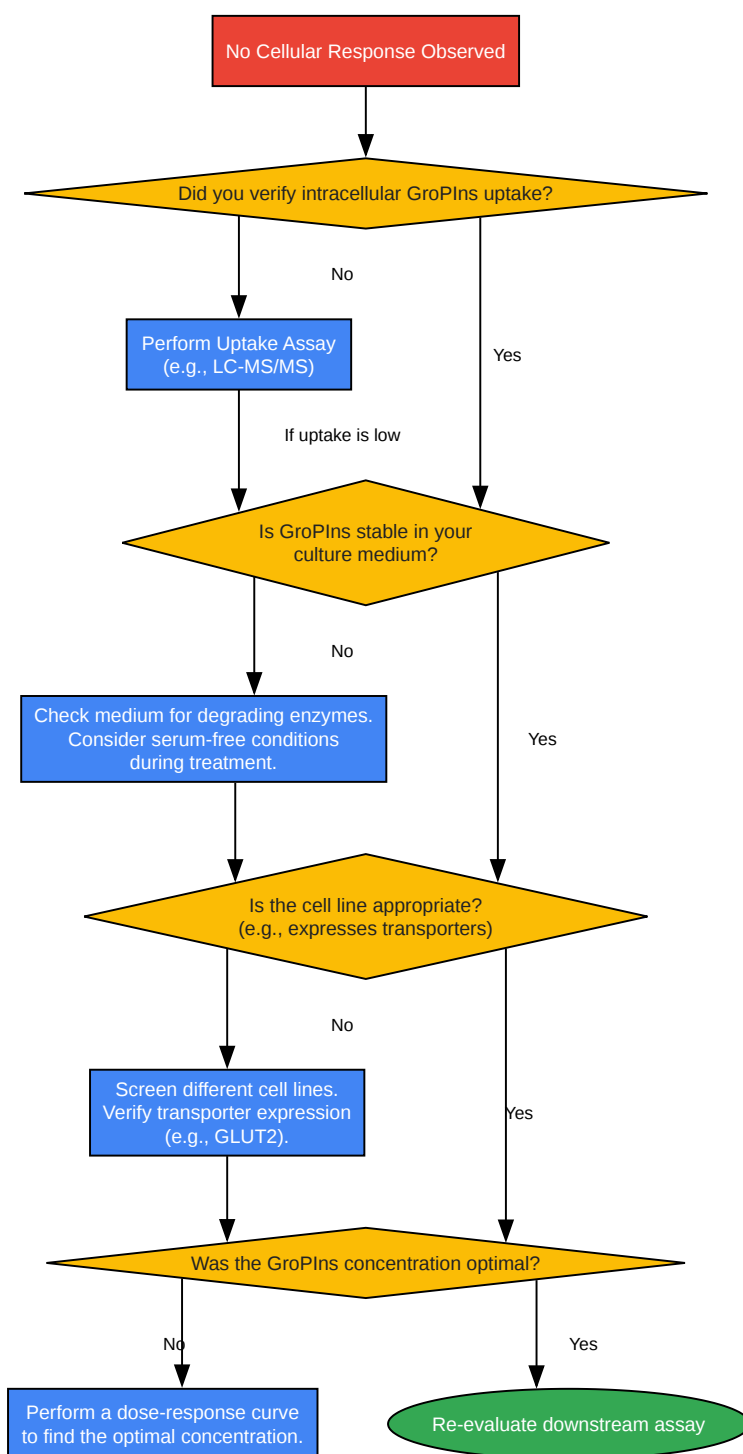 No Cellular Response Observed
Did you verify intracellular GroPIns uptake?
No
Perform Uptake Assay
(e.g., LC-MS/MS)
Yes
If uptake is low
Is GroPIns stable in your
culture medium?
No
Check medium for degrading enzymes.
Consider serum-free conditions
during treatment.
Yes
Is the cell line appropriate?
(e.g., expresses transporters)
No
Screen different cell lines.
Verify transporter expression
(e.g., GLUT2).
Yes
Was the GroPIns concentration optimal?
No
Yes
Perform a dose-response curve
to find the optimal concentration.
Re-evaluate downstream assay